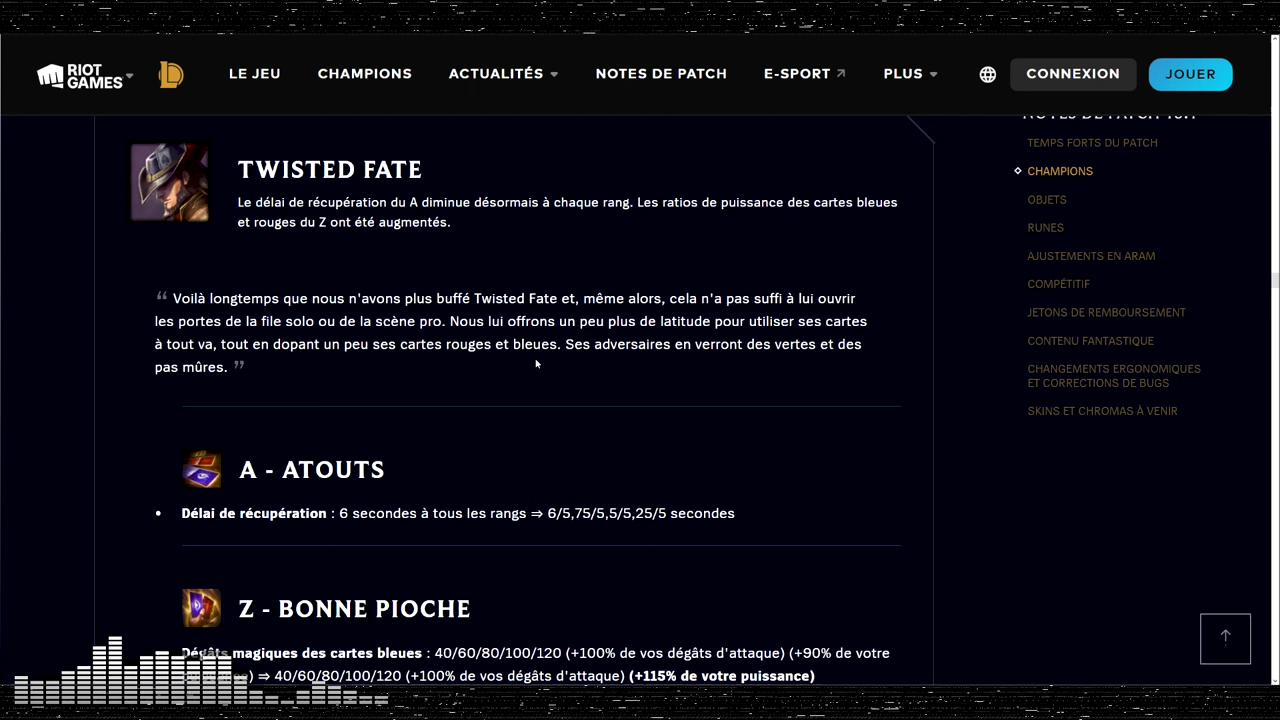 RIOT GAMES
LE JEU
CHAMPIONS
ACTUALITÉS
NOTES DE PATCH
E-SPORT
PLUS
CONNEXION
JOUER
TWISTED FATE
Le délai de récupération du A diminue désormais à chaque rang. Les ratios de puissance des cartes bleues
et rouges du Z ont été augmentés.
“ Voilà longtemps que nous n'avons plus buffé Twisted Fate et, même alors, cela n'a pas suffi à lui ouvrir
les portes de la file solo ou de la scène pro. Nous lui offrons un peu plus de latitude pour utiliser ses cartes
à tout va, tout en dopant un peu ses cartes rouges et bleues. Ses adversaires en verront des vertes et des
pas mûres. ”
A - ATOUTS
• Délai de récupération : 6 secondes à tous les rangs ⇒ 6/5,75/5,5/5,25/5 secondes
Z - BONNE PIOCHE
Dégâts magiques des cartes bleues : 40/60/80/100/120 (+100% de vos dégâts d'attaque) (+90% de votre
⇒ 40/60/80/100/120 (+100% de vos dégâts d'attaque) (+115% de votre puissance)
NOTES DE PATCH
TEMPS FORTS DU PATCH
CHAMPIONS
OBJETS
RUNES
AJUSTEMENTS EN ARAM
COMPÉTITIF
JETONS DE REMBOURSEMENT
CONTENU FANTASTIQUE
CHANGEMENTS ERGONOMIQUES
ET CORRECTIONS DE BUGS
SKINS ET CHROMAS À VENIR